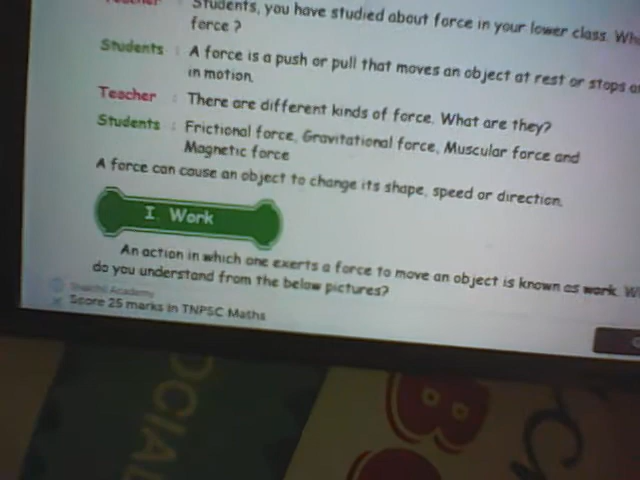 Teacher : Students, you have studied about force in your lower class.
force ?
Students : A force is a push or pull that moves an object at rest or stops
in motion.
Teacher : There are different kinds of force. What are they?
Students : Frictional force, Gravitational force, Muscular force and
Magnetic force
A force can cause an object to change its shape, speed or direction.
I. Work
An action in which one exerts a force to move an object is known as work.
do you understand from the below pictures?
Academy
Score 25 marks in TNPSC Maths
OCIAL
B